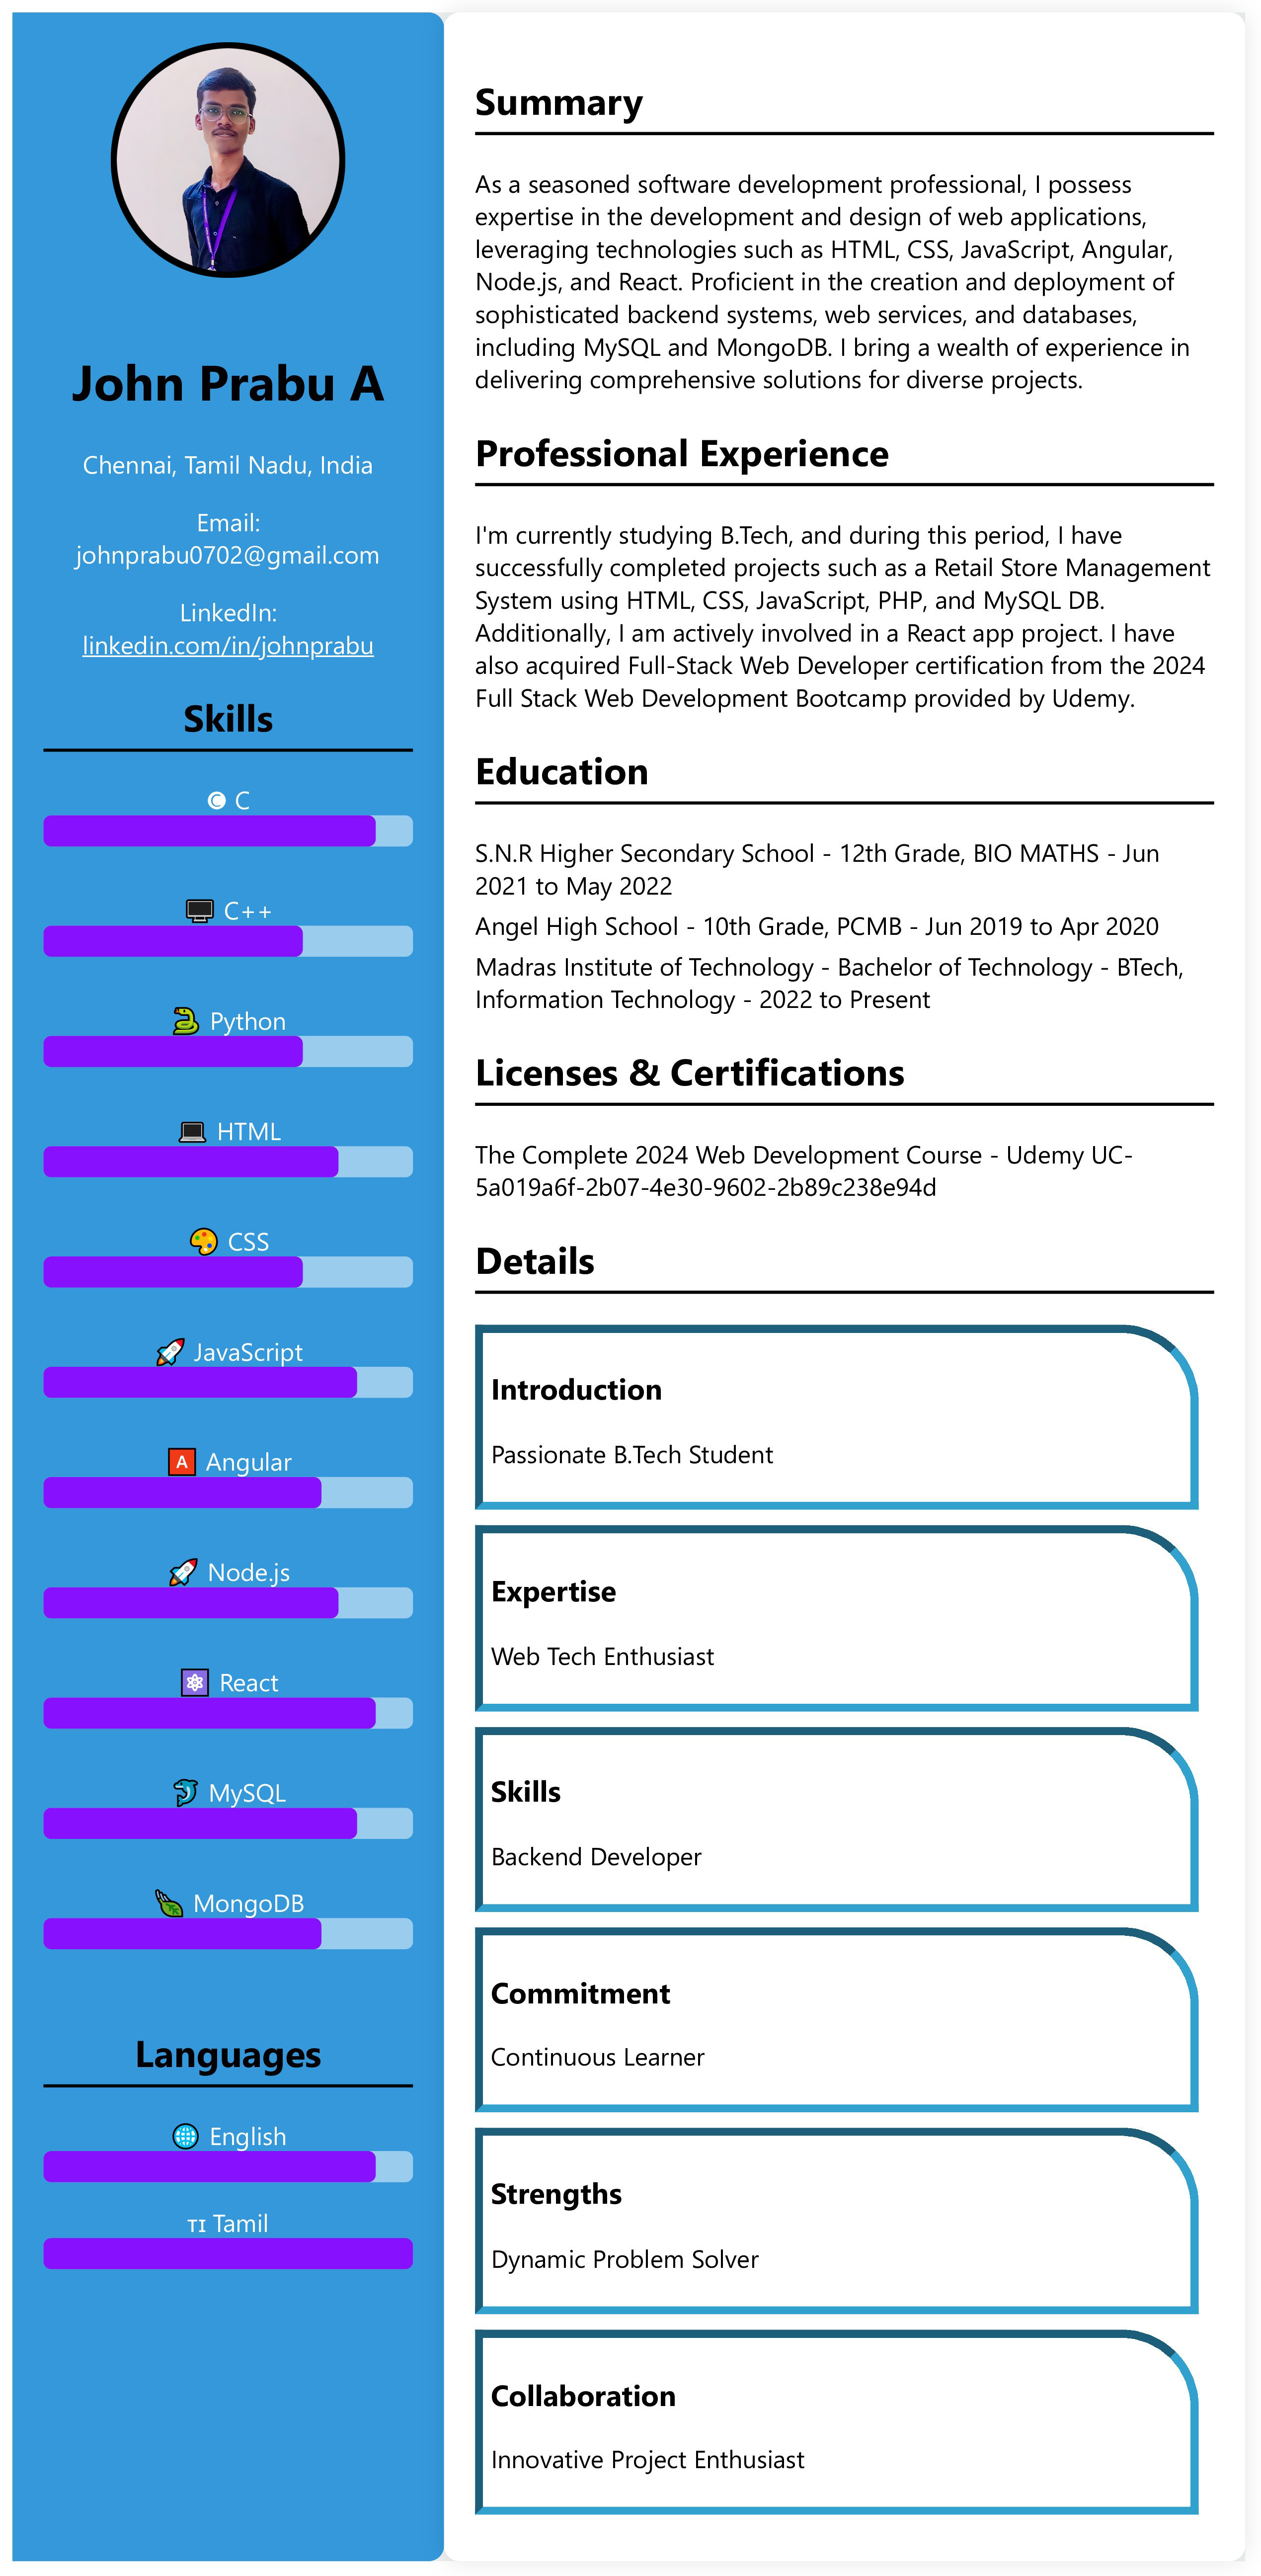 John Prabu A
Chennai, Tamil Nadu, India
Email:
johnprabu0702@gmail.com
LinkedIn:
linkedin.com/in/johnprabu
Skills
C
C++
Python
HTML
CSS
JavaScript
Angular
Node.js
React
MySQL
MongoDB
Languages
English
TI Tamil
Summary
As a seasoned software development professional, I possess
expertise in the development and design of web applications,
leveraging technologies such as HTML, CSS, JavaScript, Angular,
Node.js, and React. Proficient in the creation and deployment of
sophisticated backend systems, web services, and databases,
including MySQL and MongoDB. I bring a wealth of experience in
delivering comprehensive solutions for diverse projects.
Professional Experience
I'm currently studying B.Tech, and during this period, I have
successfully completed projects such as a Retail Store Management
System using HTML, CSS, JavaScript, PHP, and MySQL DB.
Additionally, I am actively involved in a React app project. I have
also acquired Full-Stack Web Developer certification from the 2024
Full Stack Web Development Bootcamp provided by Udemy.
Education
S.N.R Higher Secondary School - 12th Grade, BIO MATHS - Jun
2021 to May 2022
Angel High School - 10th Grade, PCMB - Jun 2019 to Apr 2020
Madras Institute of Technology - Bachelor of Technology - BTech,
Information Technology - 2022 to Present
Licenses & Certifications
The Complete 2024 Web Development Course - Udemy UC-
5a019a6f-2b07-4e30-9602-2b89c238e94d
Details
Introduction
Passionate B.Tech Student
Expertise
Web Tech Enthusiast
Skills
Backend Developer
Commitment
Continuous Learner
Strengths
Dynamic Problem Solver
Collaboration
Innovative Project Enthusiast